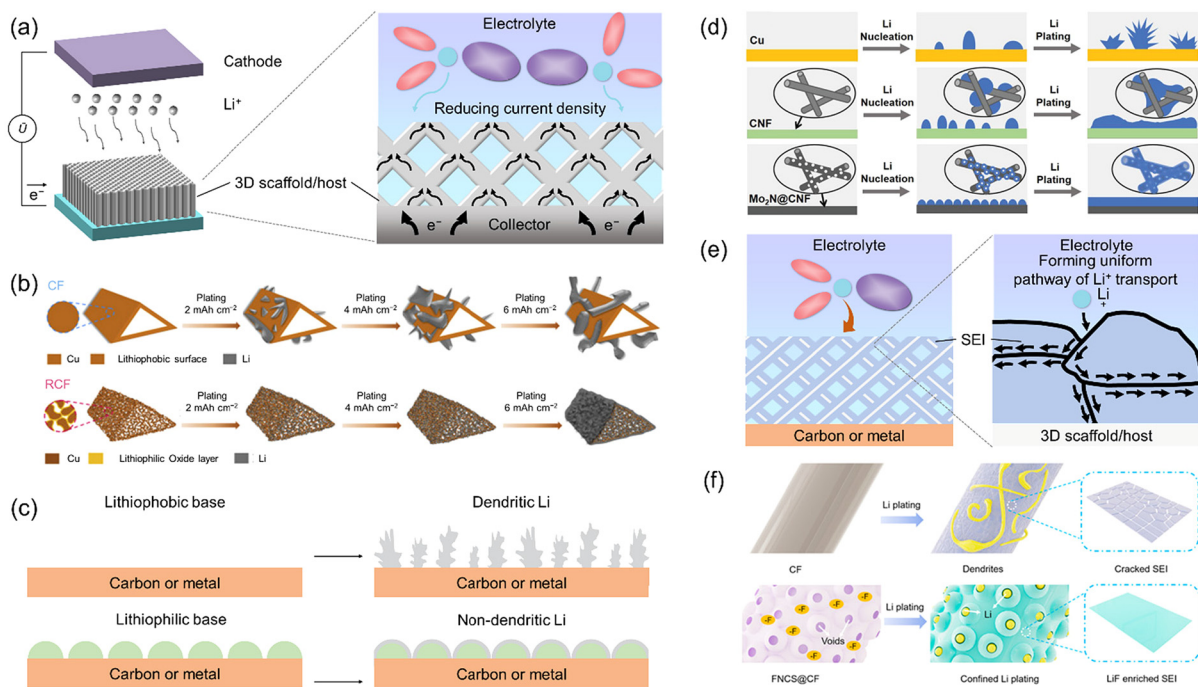 (a)
Cathode
Li⁺
Ü
e⁻
3D scaffold/host
Electrolyte
Reducing current density
e⁻
Collector
e⁻
(b)
CF
Plating
2 mAh cm⁻²
Plating
4 mAh cm⁻²
Plating
6 mAh cm⁻²
Cu
Lithiophobic surface
Li
RCF
Plating
2 mAh cm⁻²
Plating
4 mAh cm⁻²
Plating
6 mAh cm⁻²
Cu
Lithiophilic Oxide layer
Li
(c)
Lithiophobic base
Dendritic Li
Carbon or metal
Carbon or metal
Lithiophilic base
Non-dendritic Li
Carbon or metal
Carbon or metal
(d)
Cu
Li
Nucleation
Li
Plating
CNF
Li
Nucleation
Li
Plating
Mo₂N@CNF
Li
Nucleation
Li
Plating
(e)
Electrolyte
SEI
Carbon or metal
Electrolyte
Forming uniform
pathway of Li⁺ transport
Li
+
3D scaffold/host
(f)
Li plating
CF
Dendrites
Cracked SEI
-F
-F
-F
-F
-F
-F
Voids
Li plating
Li
FNCS@CF
Confined Li plating
LiF enriched SEI